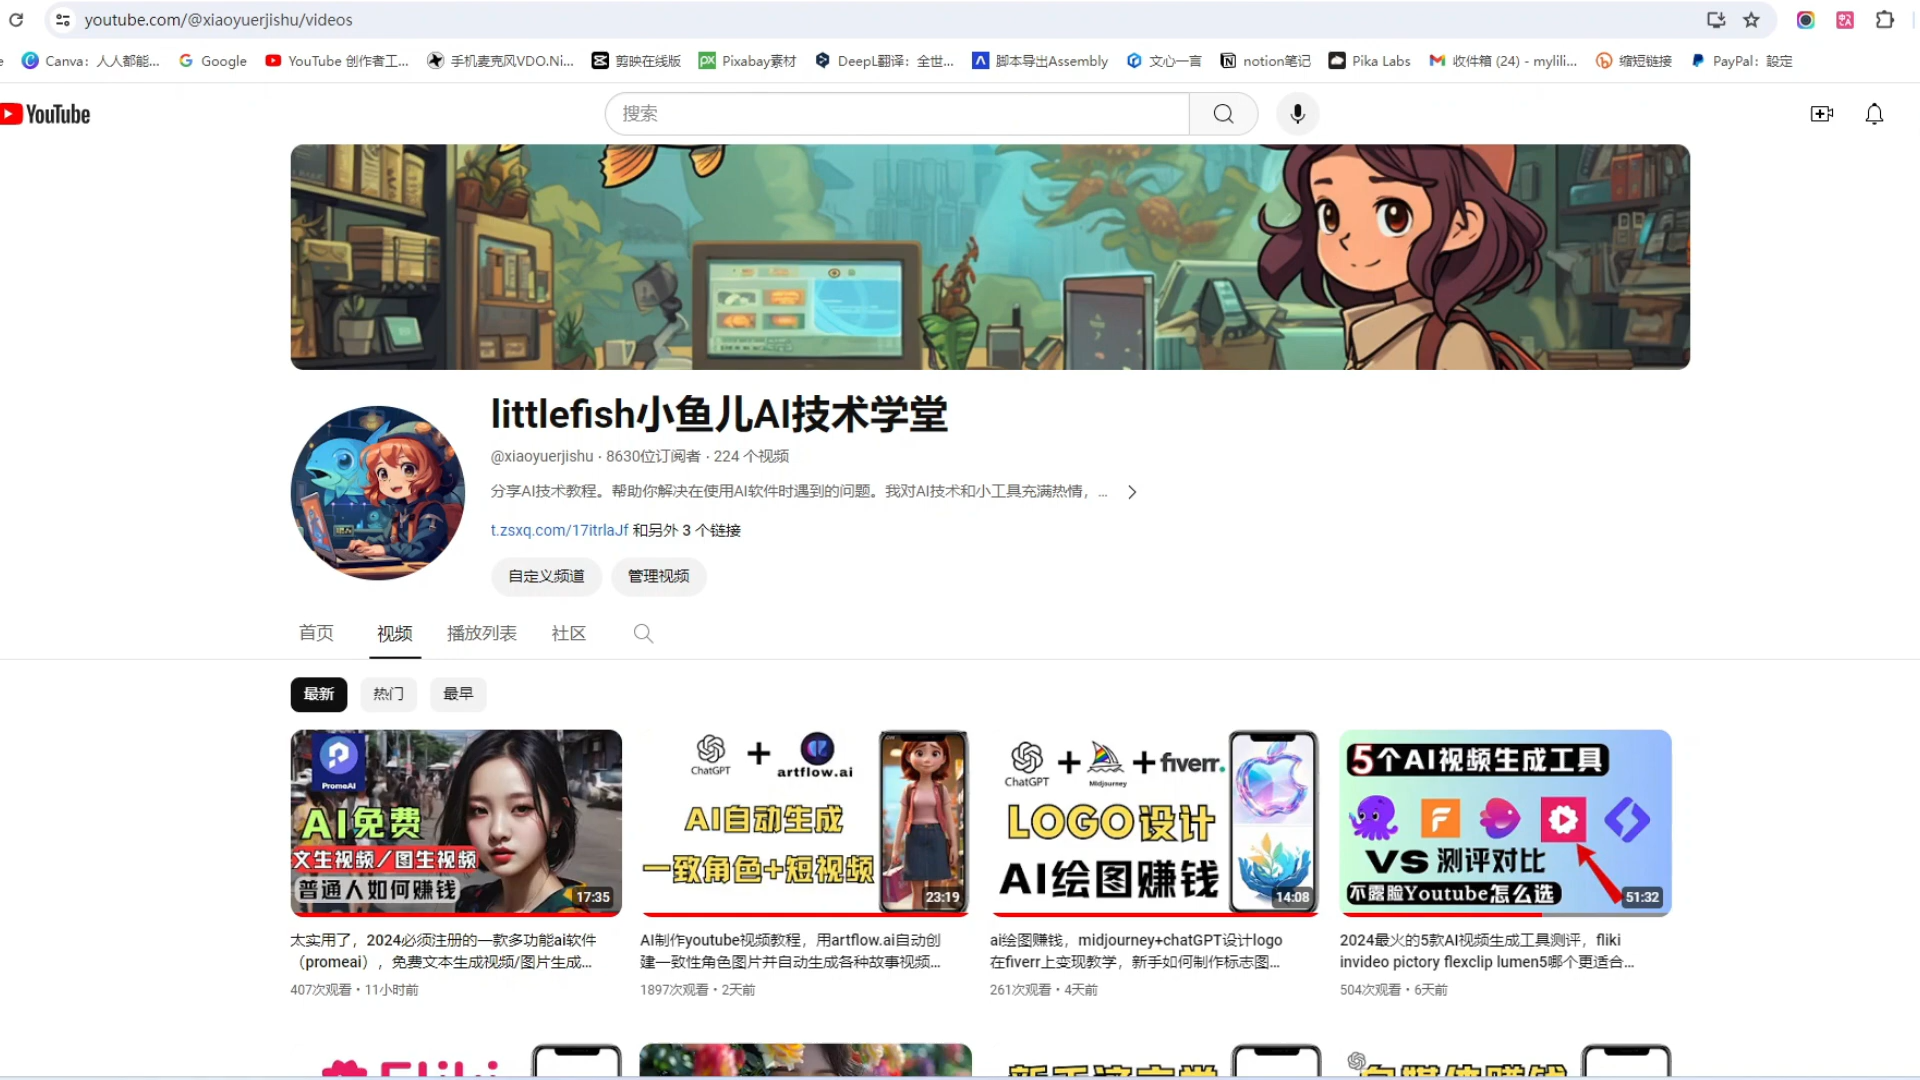 youtube.com/@xiaoyuerjishu/videos
Canva：人人都能... Google YouTube 创作者工... 手机麦克风VDO.Ni... 剪映在线版 Pixabay素材 DeepL翻译：全世... 脚本导出Assembly 文心一言 notion笔记 Pika Labs 收件箱 (24) - mylili... 缩短链接 PayPal：設定
YouTube
搜索
littlefish小鱼儿AI技术学堂
@xiaoyuerjishu · 8630位订阅者 · 224 个视频
分享AI技术教程。帮助你解决在使用AI软件时遇到的问题。我对AI技术和小工具充满热情，...
t.zsxq.com/17itrlaJf 和另外 3 个链接
自定义频道 管理视频
首页 视频 播放列表 社区
最新 热门 最早
PromeAI
AI免费
文生视频／图生视频
普通人如何赚钱
17:35
ChatGPT + artflow.ai
AI自动生成
一致角色+短视频
23:19
ChatGPT + Midjourney + fiverr.
LOGO设计
AI绘图赚钱
14:08
5个AI视频生成工具
VS 测评对比
不露脸Youtube怎么选
51:32
太实用了，2024必须注册的一款多功能ai软件
（promeai），免费文本生成视频/图片生成...
407次观看 · 11小时前
AI制作youtube视频教程，用artflow.ai自动创
建一致性角色图片并自动生成各种故事视频...
1897次观看 · 2天前
ai绘图赚钱，midjourney+chatGPT设计logo
在fiverr上变现教学，新手如何制作标志图...
261次观看 · 4天前
2024最火的5款AI视频生成工具测评，fliki
invideo pictory flexclip lumen5哪个更适合...
504次观看 · 6天前
Fliki